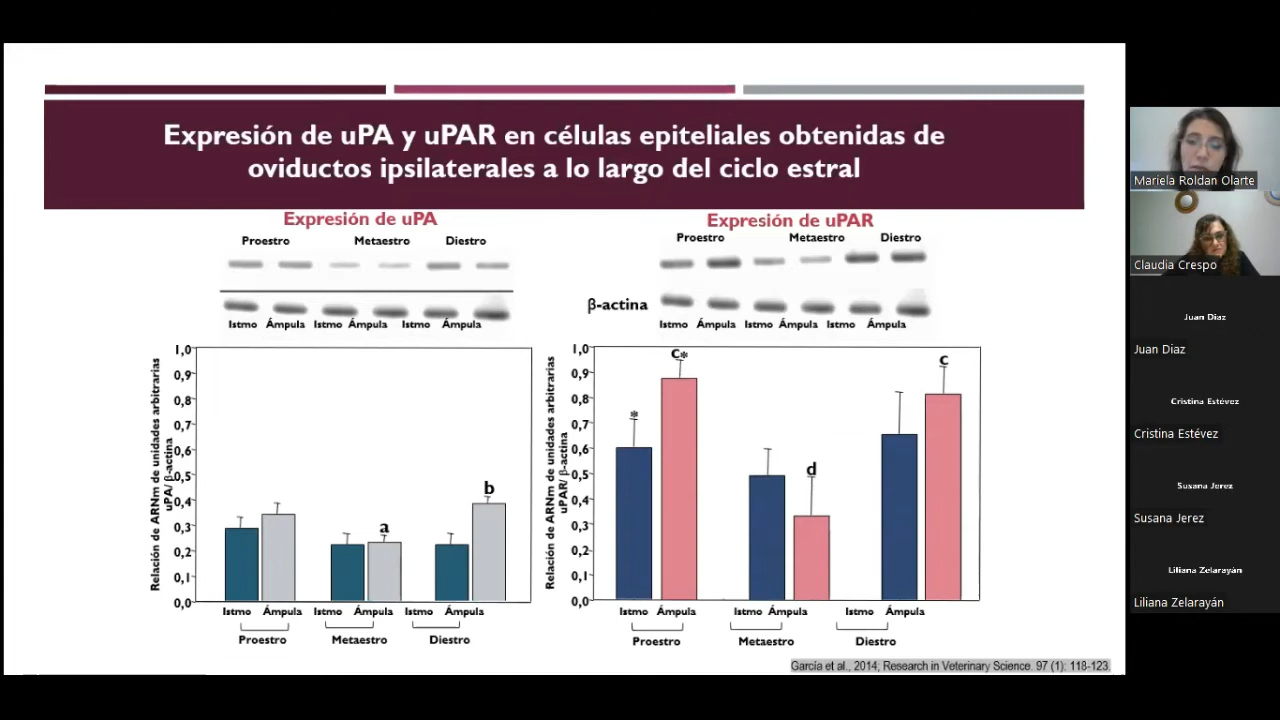 Expresión de uPA y uPAR en células epiteliales obtenidas de
oviductos ipsilaterales a lo largo del ciclo estral
Expresión de uPA
Proestro Metaestro Diestro
Istmo Ámpula Istmo Ámpula Istmo Ámpula
Relación de ARNm de unidades arbitrarias
uPA/ β-actina
1,0
0,9
0,8
0,7
0,6
0,5
0,4
0,3
0,2
0,1
0,0
a
b
Istmo Ámpula Istmo Ámpula Istmo Ámpula
Proestro Metaestro Diestro
Expresión de uPAR
Proestro Metaestro Diestro
β-actina
Istmo Ámpula Istmo Ámpula Istmo Ámpula
Relación de ARNm de unidades arbitrarias
uPAR/ β-actina
1,0
0,9
0,8
0,7
0,6
0,5
0,4
0,3
0,2
0,1
0,0
*
c*
d
c
Istmo Ámpula Istmo Ámpula Istmo Ámpula
Proestro Metaestro Diestro
García et al., 2014; Research in Veterinary Science. 97 (1): 118-123.
Mariela Roldan Olarte
Claudia Crespo
Juan Diaz
Juan Diaz
Cristina Estévez
Cristina Estévez
Susana Jerez
Susana Jerez
Liliana Zelarayán
Liliana Zelarayán